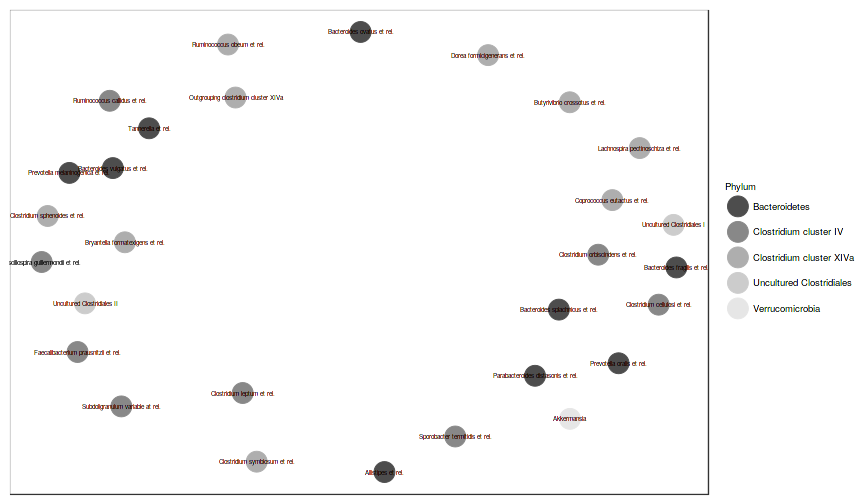 Bacteroides ovatus et rel.
Ruminococcus obeum et rel.
Dorea formicigenerans et rel.
Ruminococcus callidus et rel.
Outgrouping clostridium cluster XIVa
Butyrivibrio crossotus et rel.
Tannerella et rel.
Lachnospira pectinoschiza et rel.
Bacteroides vulgatus et rel.
Prevotella melaninogenica et rel.
Phylum
Coprococcus eutactus et rel.
Bacteroidetes
Clostridium sphenoides et rel.
Uncultured Clostridiales I
Clostridium cluster IV
Bryantella formatexigens et rel.
Clostridium orbiscindens et rel.
Clostridium cluster XIVa
scillospira guillermondii et rel.
Bacteroides fragilis et rel.
Uncultured Clostridiales
Uncultured Clostridiales II
Clostridium cellulosi et rel.
Bacteroides splachnicus et rel.
Verrucomicrobia
Faecalibacterium prausnitzii et rel.
Prevotella oralis et rel.
Parabacteroides distasonis et rel.
Clostridium leptum et rel.
Subdoligranulum variable at rel.
Akkermansia
Sporobacter termitidis et rel.
Clostridium symbiosum et rel.
Allistipes et rel.